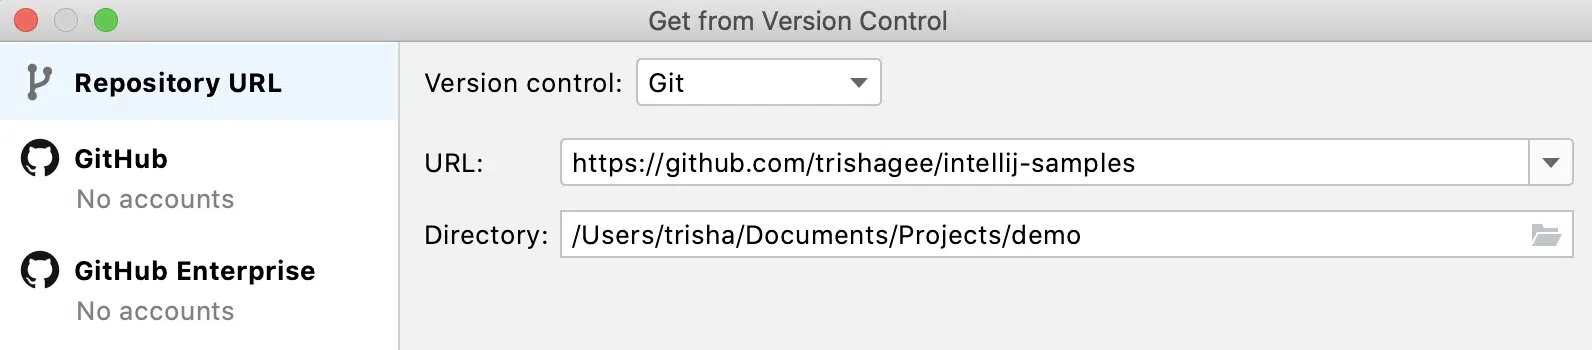 Get from Version Control
Repository URL
GitHub
No accounts
GitHub Enterprise
No accounts
Version control: Git
URL: https://github.com/trishagee/intellij-samples
Directory: /Users/trisha/Documents/Projects/demo